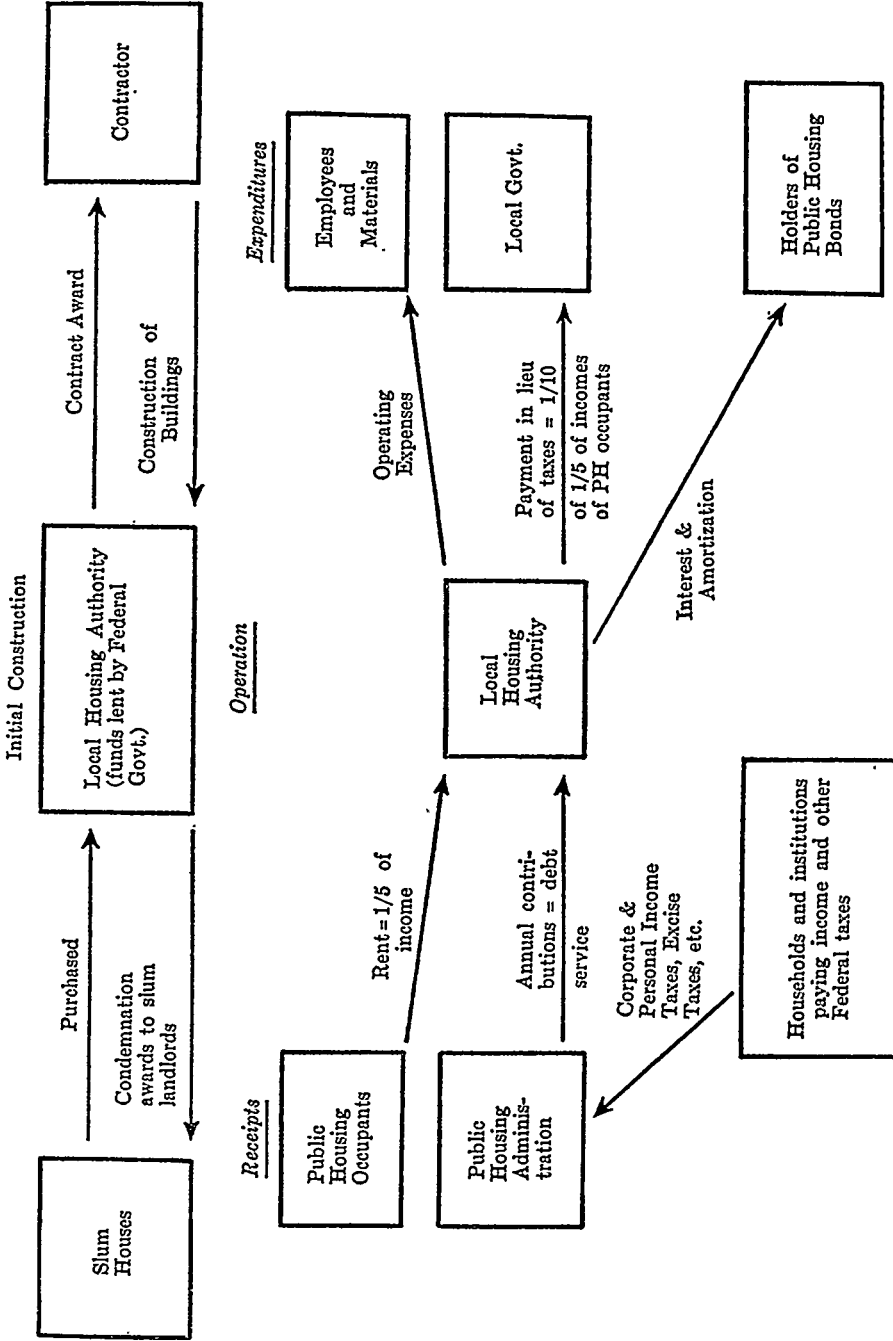 Initial Construction
Slum
Houses
Purchased
Condemnation
awards to slum
landlords
Local Housing Authority
(funds lent by Federal
Govt.)
Contract Award
Construction of
Buildings
Contractor
Operation
Receipts
Expenditures
Public
Housing
Occupants
Rent=1/5 of
income
Public
Housing
Adminis-
tration
Annual contri-
butions = debt
service
Corporate &
Personal Income
Taxes, Excise
Taxes, etc.
Households and institutions
paying income and other
Federal taxes
Local
Housing
Authority
Operating
Expenses
Employees
and
Materials
Payment in lieu
of taxes = 1/10
of 1/5 of incomes
of PH occupants
Local Govt.
Interest &
Amortization
Holders of
Public Housing
Bonds